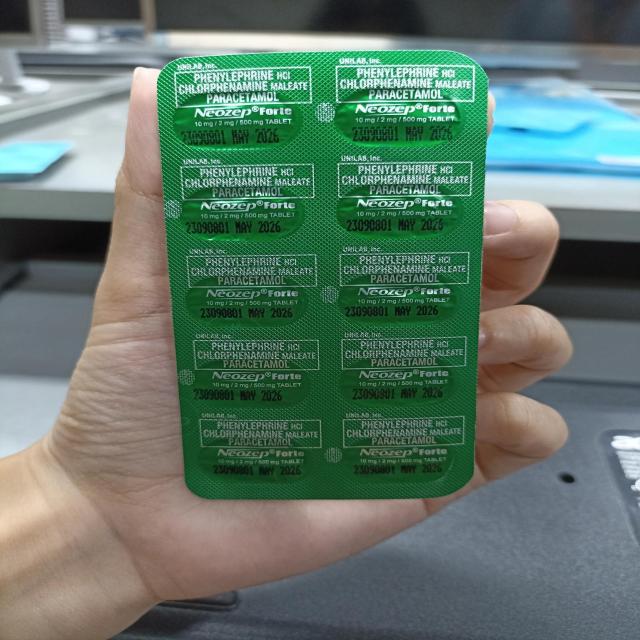 UNILAB, Inc.
PHENYLEPHRINE HCl
CHLORPHENAMINE MALEATE
PARACETAMOL
Neozep® Forte
10 mg / 2 mg / 500 mg TABLET
23090801 MAY 2026
UNILAB, Inc.
PHENYLEPHRINE HCl
CHLORPHENAMINE MALEATE
PARACETAMOL
Neozep® Forte
10 mg / 2 mg / 500 mg TABLET
23090801 MAY 2026
UNILAB, Inc.
PHENYLEPHRINE HCl
CHLORPHENAMINE MALEATE
PARACETAMOL
Neozep® Forte
10 mg / 2 mg / 500 mg TABLET
23090801 MAY 2026
UNILAB, Inc.
PHENYLEPHRINE HCl
CHLORPHENAMINE MALEATE
PARACETAMOL
Neozep® Forte
10 mg / 2 mg / 500 mg TABLET
23090801 MAY 2026
UNILAB, Inc.
PHENYLEPHRINE HCl
CHLORPHENAMINE MALEATE
PARACETAMOL
Neozep® Forte
10 mg / 2 mg / 500 mg TABLET
23090801 MAY 2026
UNILAB, Inc.
PHENYLEPHRINE HCl
CHLORPHENAMINE MALEATE
PARACETAMOL
Neozep® Forte
10 mg / 2 mg / 500 mg TABLET
23090801 MAY 2026
UNILAB, Inc.
PHENYLEPHRINE HCl
CHLORPHENAMINE MALEATE
PARACETAMOL
Neozep® Forte
10 mg / 2 mg / 500 mg TABLET
23090801 MAY 2026
UNILAB, Inc.
PHENYLEPHRINE HCl
CHLORPHENAMINE MALEATE
PARACETAMOL
Neozep® Forte
10 mg / 2 mg / 500 mg TABLET
23090801 MAY 2026
UNILAB, Inc.
PHENYLEPHRINE HCl
CHLORPHENAMINE MALEATE
PARACETAMOL
Neozep® Forte
10 mg / 2 mg / 500 mg TABLET
23090801 MAY 2026
UNILAB, Inc.
PHENYLEPHRINE HCl
CHLORPHENAMINE MALEATE
PARACETAMOL
Neozep® Forte
10 mg / 2 mg / 500 mg TABLET
23090801 MAY 2026